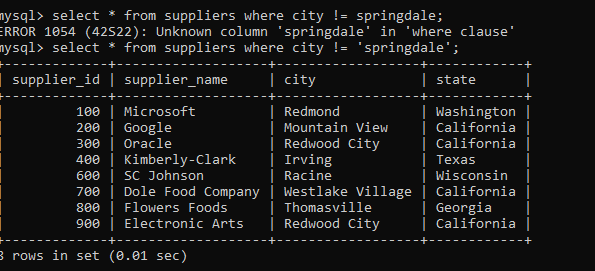 mysql> select * from suppliers where city != springdale;
ERROR 1054 (42S22): Unknown column 'springdale' in 'where clause'
mysql> select * from suppliers where city != 'springdale';
+-------------+-------------------+------------------+------------+
| supplier_id | supplier_name     | city             | state      |
+-------------+-------------------+------------------+------------+
|         100 | Microsoft         | Redmond          | Washington |
|         200 | Google            | Mountain View    | California |
|         300 | Oracle            | Redwood City     | California |
|         400 | Kimberly-Clark    | Irving           | Texas      |
|         600 | SC Johnson        | Racine           | Wisconsin  |
|         700 | Dole Food Company | Westlake Village | California |
|         800 | Flowers Foods     | Thomasville      | Georgia    |
|         900 | Electronic Arts   | Redwood City     | California |
+-------------+-------------------+------------------+------------+
8 rows in set (0.01 sec)